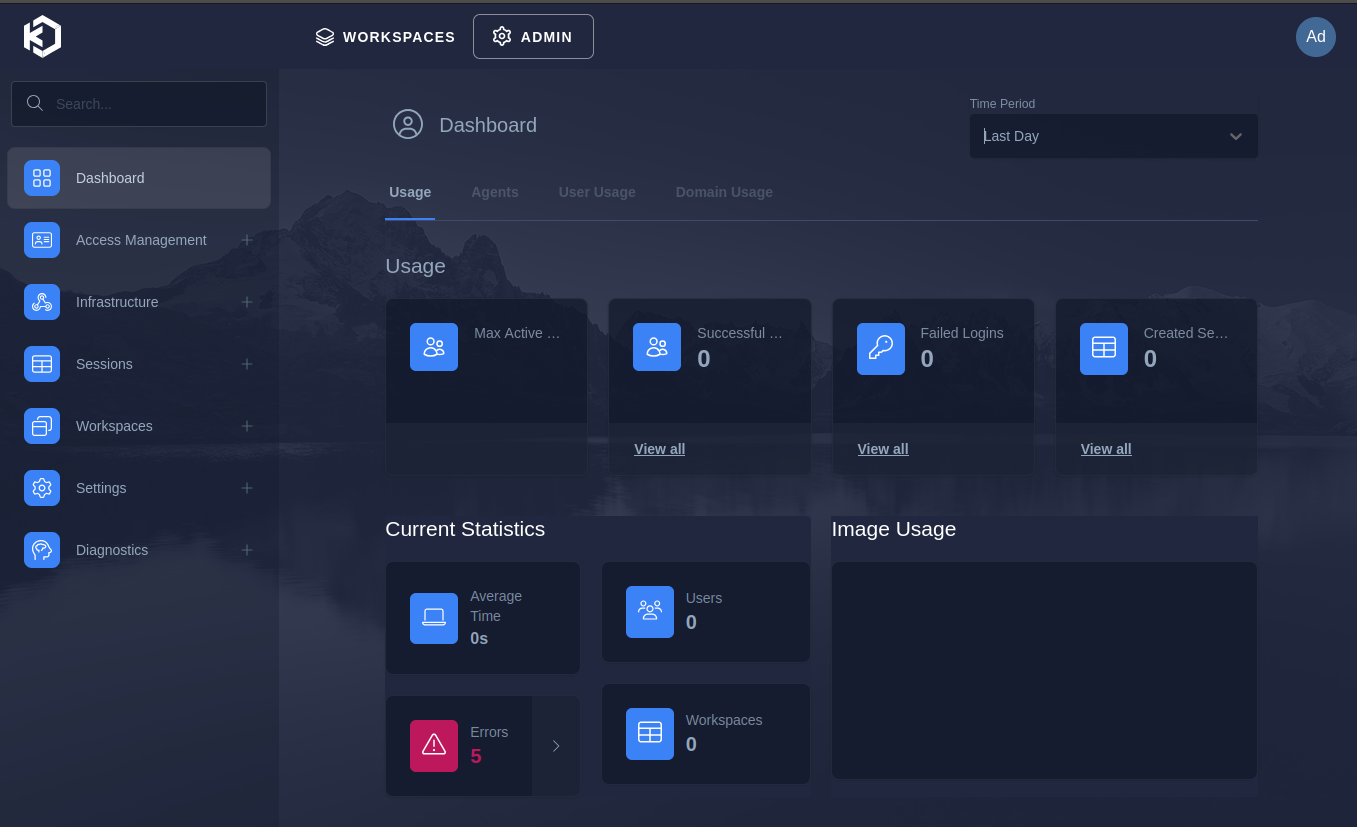 WORKSPACES
ADMIN
Ad
Search...
Dashboard
Access Management
Infrastructure
Sessions
Workspaces
Settings
Diagnostics
Dashboard
Time Period
Last Day
Usage
Agents
User Usage
Domain Usage
Usage
Max Active ...
Successful ...
0
View all
Failed Logins
0
View all
Created Se...
0
View all
Current Statistics
Average
Time
0s
Users
0
Errors
5
Workspaces
0
Image Usage